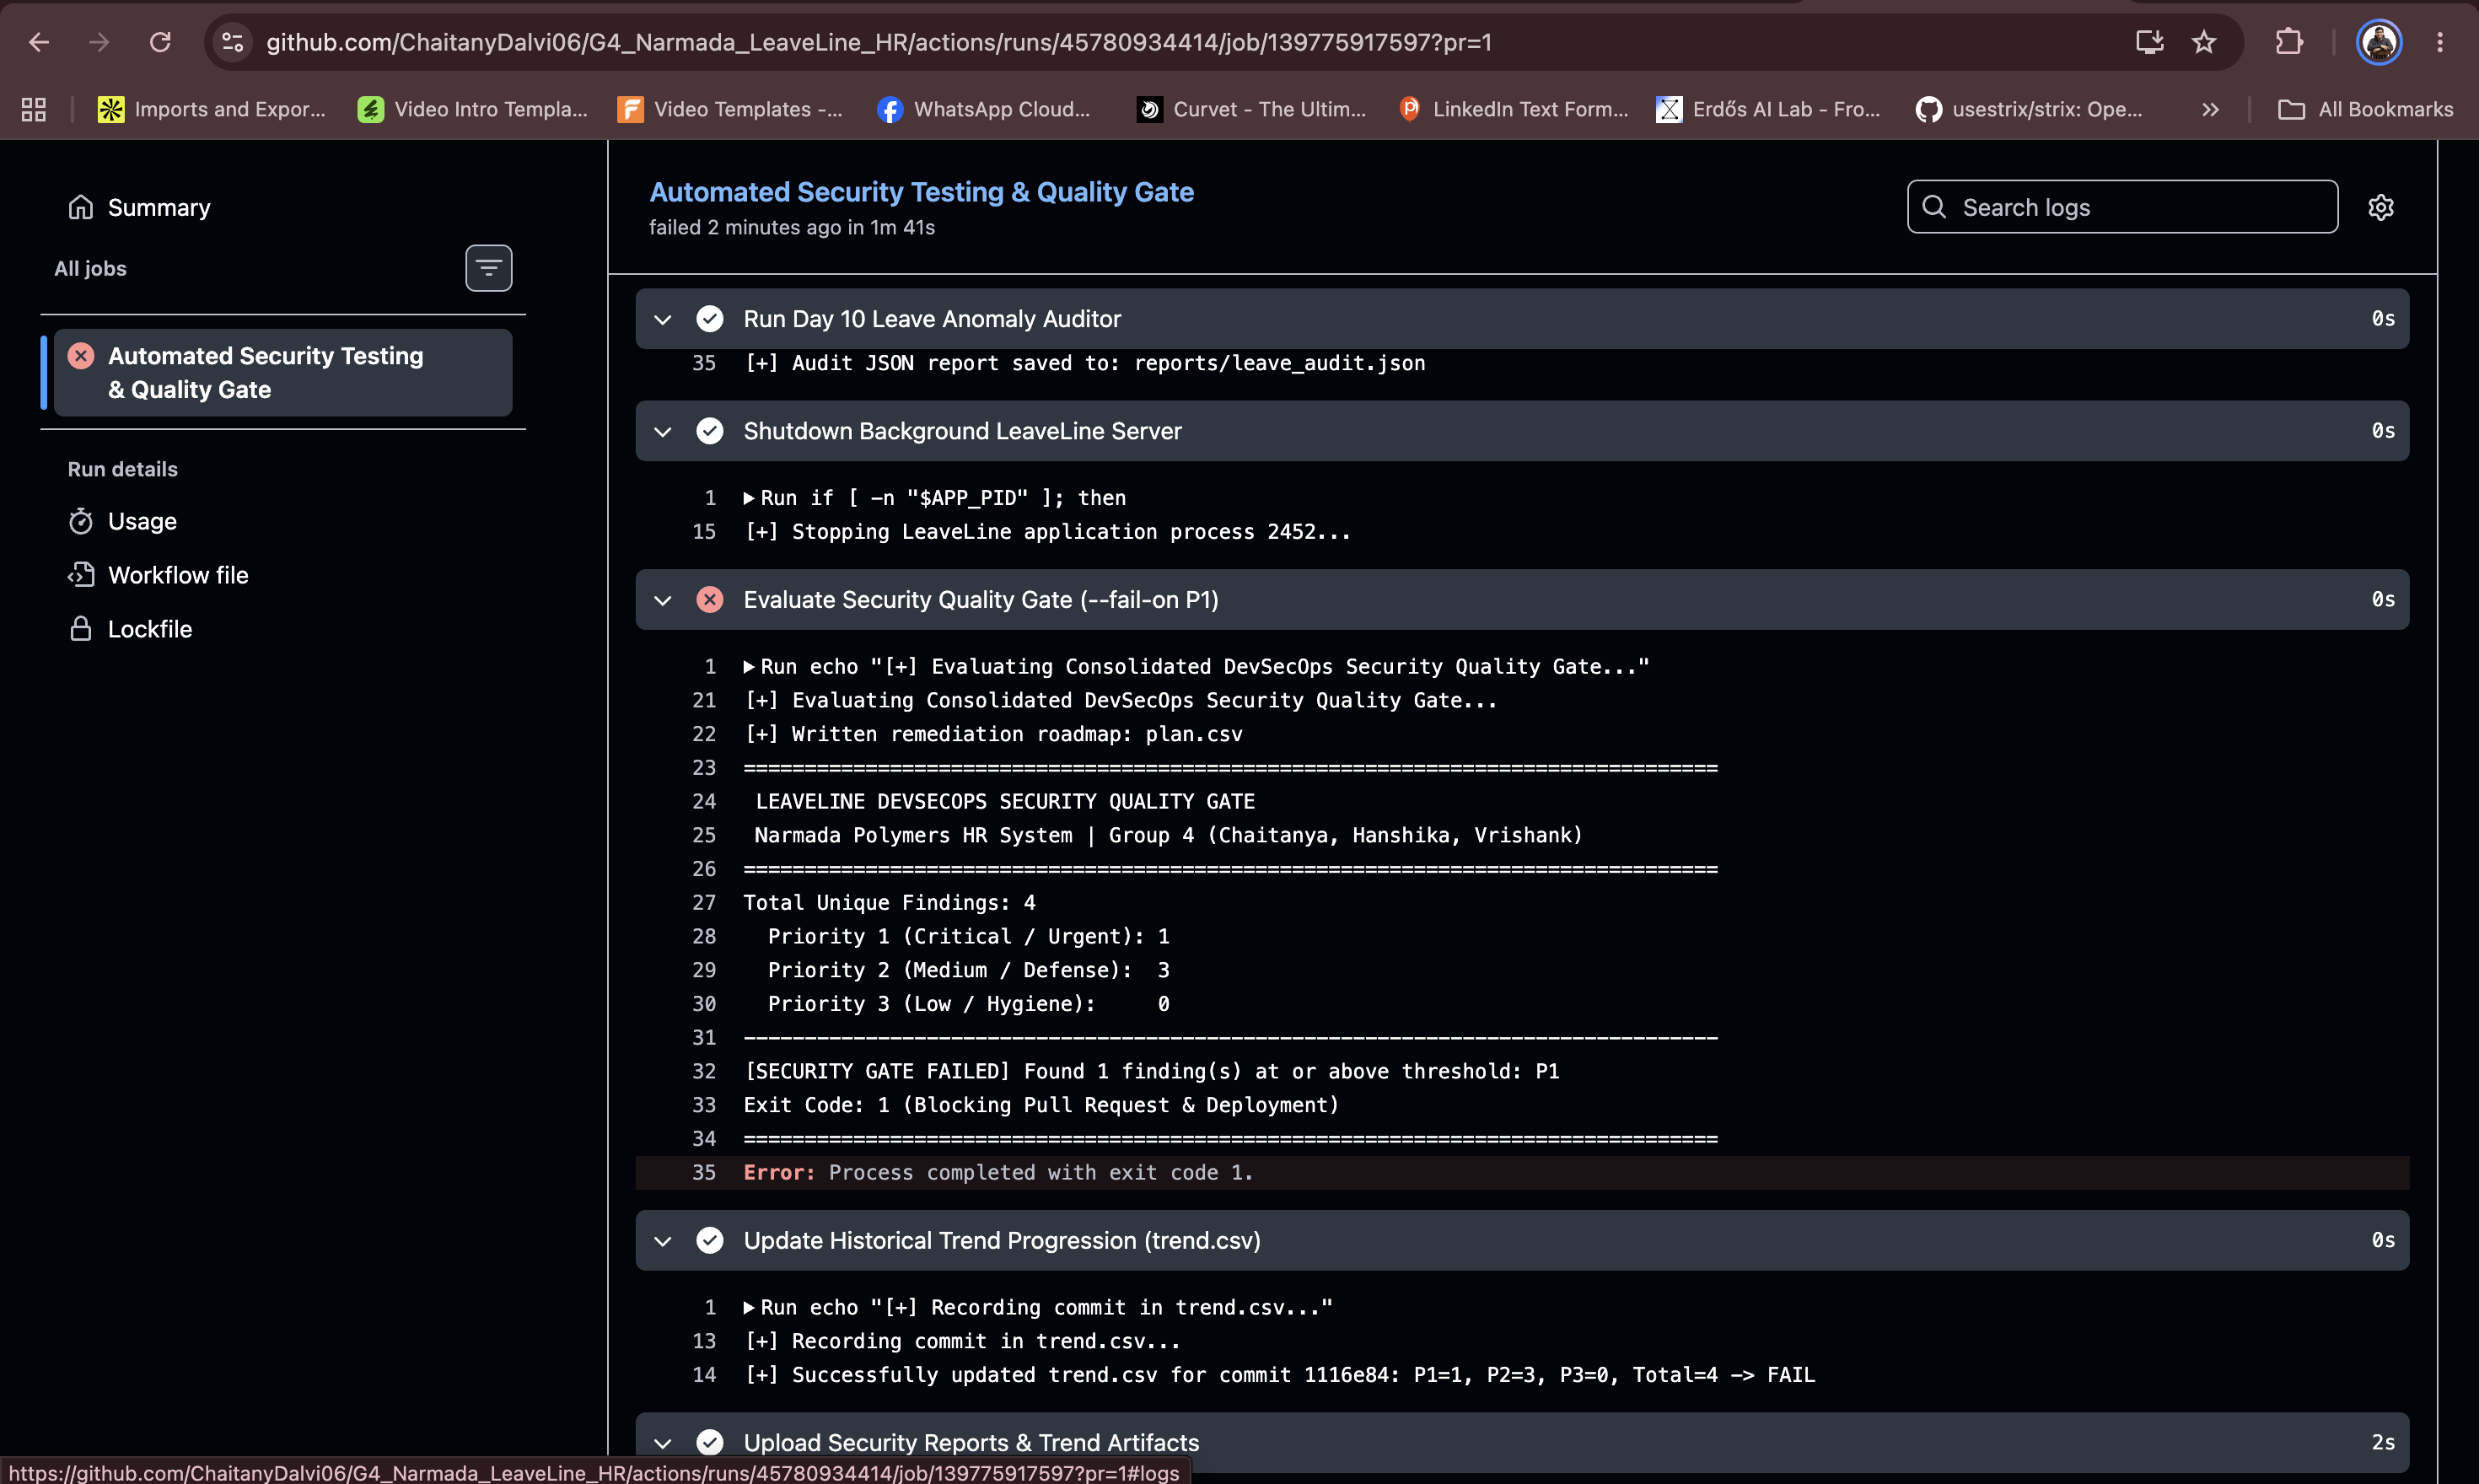 github.com/ChaitanyDalvi06/G4_Narmada_LeaveLine_HR/actions/runs/45780934414/job/139775917597?pr=1
Imports and Expor...
Video Intro Templa...
Video Templates -...
WhatsApp Cloud...
Curvet - The Ultim...
LinkedIn Text Form...
Erdős AI Lab - Fro...
usestrix/strix: Ope...
All Bookmarks
Summary
All jobs
Automated Security Testing
& Quality Gate
Run details
Usage
Workflow file
Lockfile
Automated Security Testing & Quality Gate
failed 2 minutes ago in 1m 41s
Search logs
Run Day 10 Leave Anomaly Auditor 0s
35 [+] Audit JSON report saved to: reports/leave_audit.json
Shutdown Background LeaveLine Server 0s
1 Run if [ -n "$APP_PID" ]; then
15 [+] Stopping LeaveLine application process 2452...
Evaluate Security Quality Gate (--fail-on P1) 0s
1 Run echo "[+] Evaluating Consolidated DevSecOps Security Quality Gate..."
21 [+] Evaluating Consolidated DevSecOps Security Quality Gate...
22 [+] Written remediation roadmap: plan.csv
23 ================================================================================
24 LEAVELINE DEVSECOPS SECURITY QUALITY GATE
25 Narmada Polymers HR System | Group 4 (Chaitanya, Hanshika, Vrishank)
26 ================================================================================
27 Total Unique Findings: 4
28 Priority 1 (Critical / Urgent): 1
29 Priority 2 (Medium / Defense): 3
30 Priority 3 (Low / Hygiene): 0
31 --------------------------------------------------------------------------------
32 [SECURITY GATE FAILED] Found 1 finding(s) at or above threshold: P1
33 Exit Code: 1 (Blocking Pull Request & Deployment)
34 ================================================================================
35 Error: Process completed with exit code 1.
Update Historical Trend Progression (trend.csv) 0s
1 Run echo "[+] Recording commit in trend.csv..."
13 [+] Recording commit in trend.csv...
14 [+] Successfully updated trend.csv for commit 1116e84: P1=1, P2=3, P3=0, Total=4 -> FAIL
Upload Security Reports & Trend Artifacts 2s
https://github.com/ChaitanyDalvi06/G4_Narmada_LeaveLine_HR/actions/runs/45780934414/job/139775917597?pr=1#logs